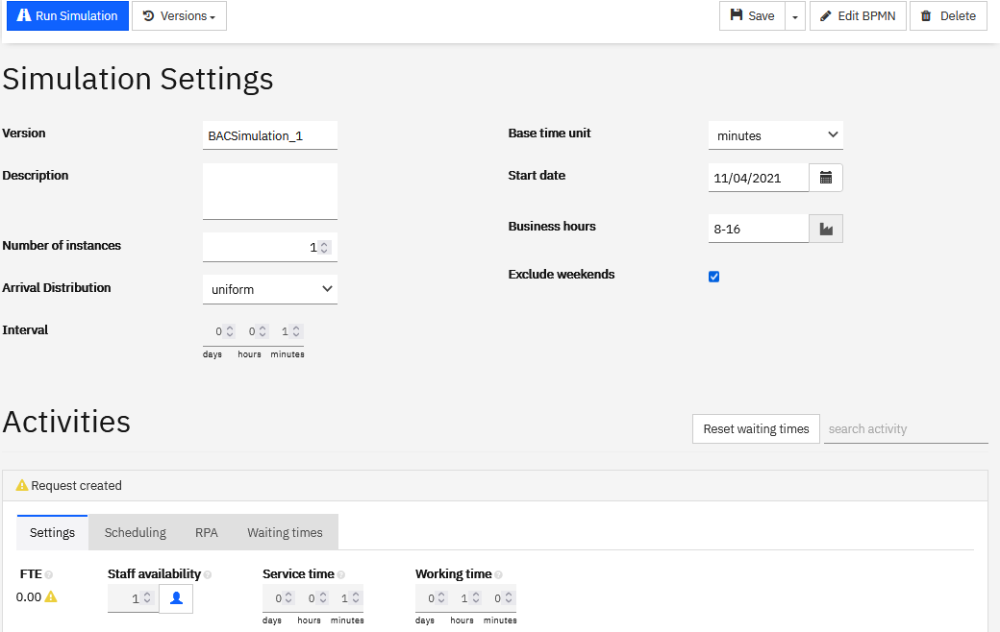 Run Simulation Versions Save Edit BPMN Delete
Simulation Settings
Version BACSimulation_1 Base time unit minutes
Description Start date 11/04/2021
Business hours 8-16
Number of instances 1
Exclude weekends
Arrival Distribution uniform
Interval 0 0 1
days hours minutes
Activities Reset waiting times search activity
Request created
Settings Scheduling RPA Waiting times
FTE Staff availability Service time Working time
0.00 1 0 0 1 0 1 0
days hours minutes days hours minutes